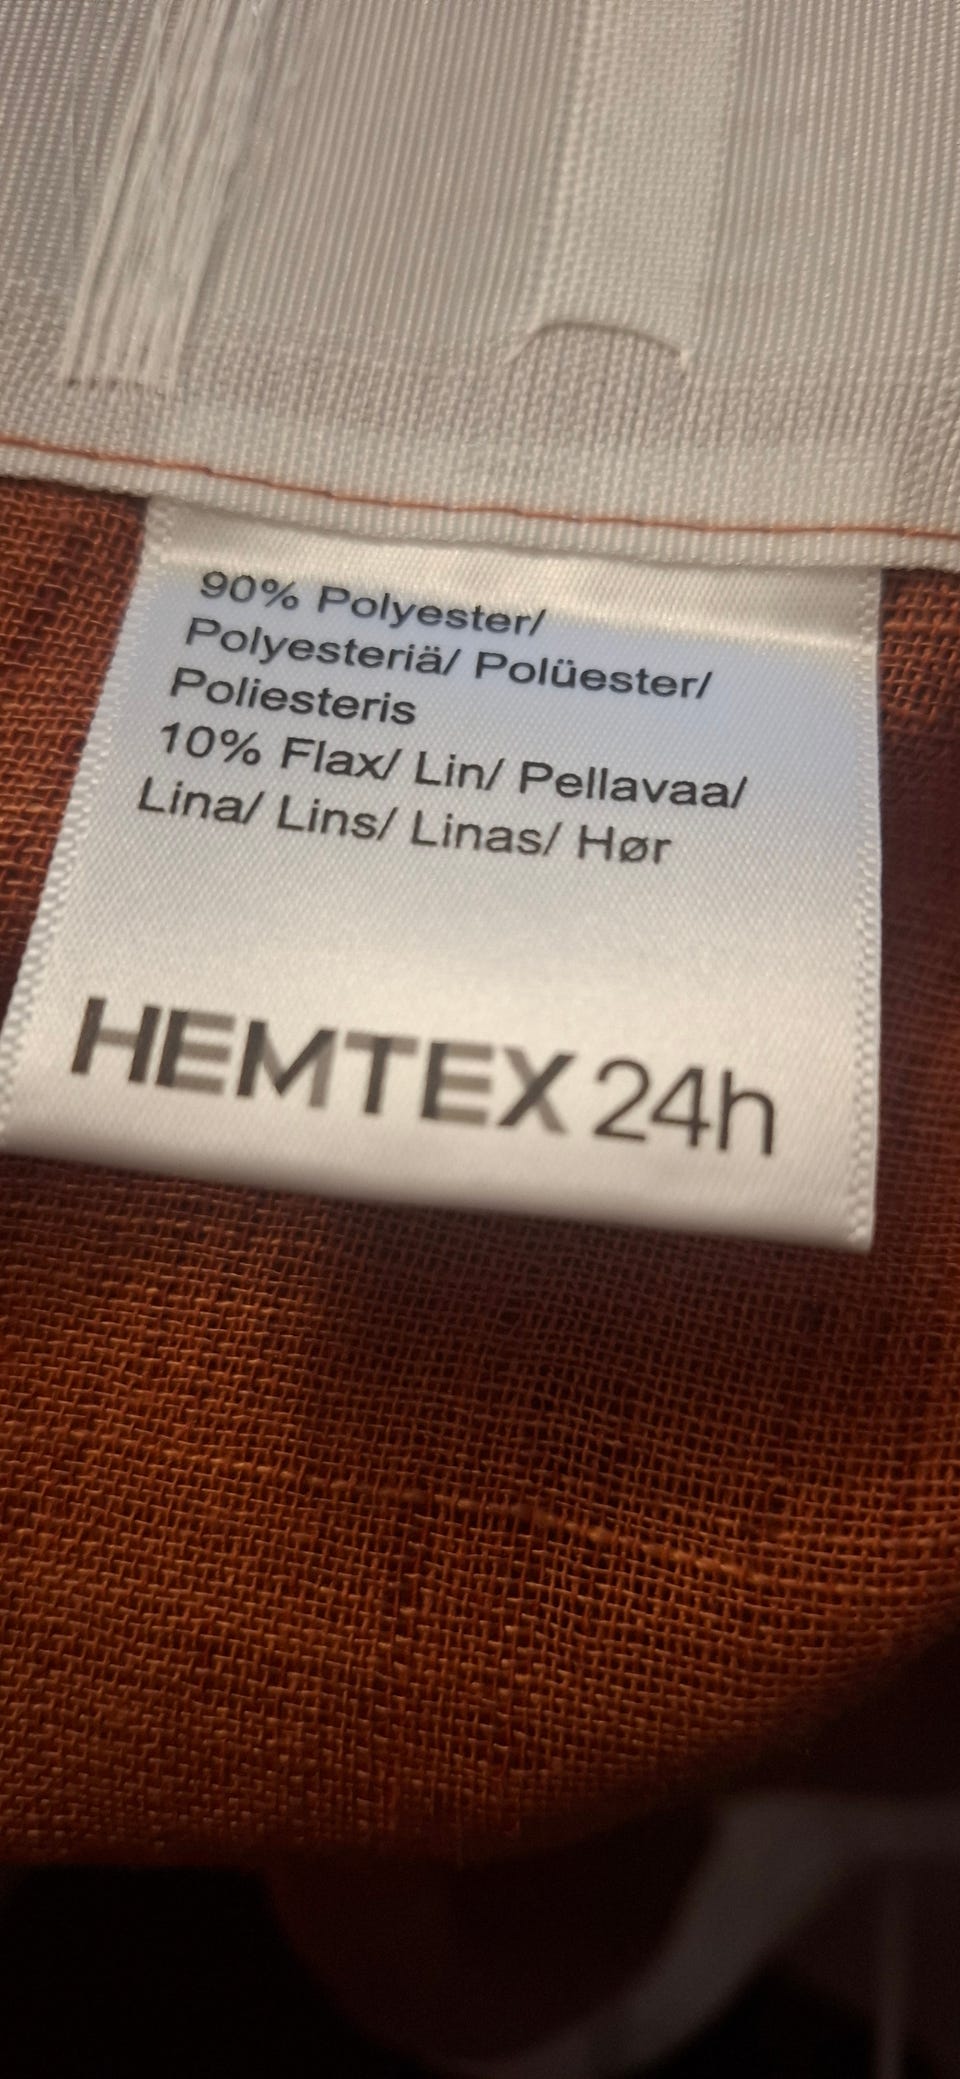 90% Polyester/
Polyesteriä/ Polüester/
Poliesteris
10% Flax/ Lin/ Pellavaa/
Lina/ Lins/ Linas/ Hør
HEMTEX 24h